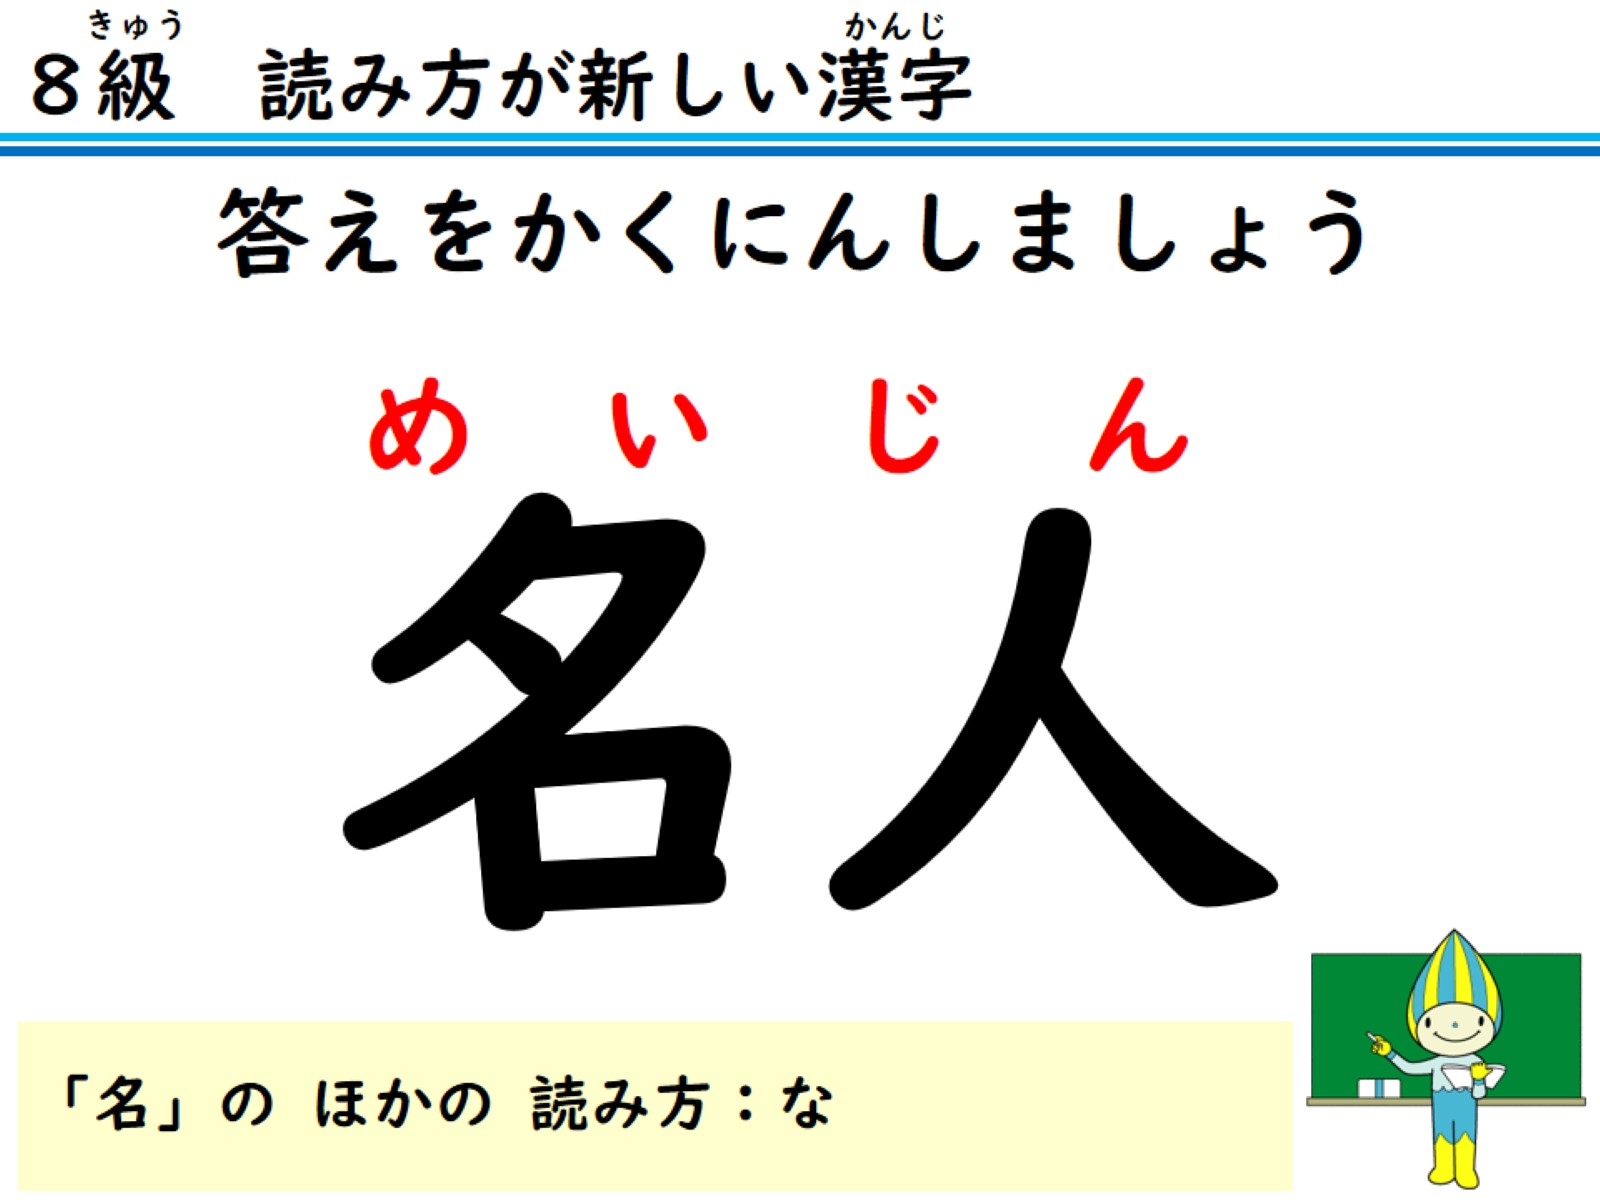 きゅう かんじ
８級　読み方が新しい漢字
答えをかくにんしましょう
めいじん
名人
「名」の ほかの 読み方：な